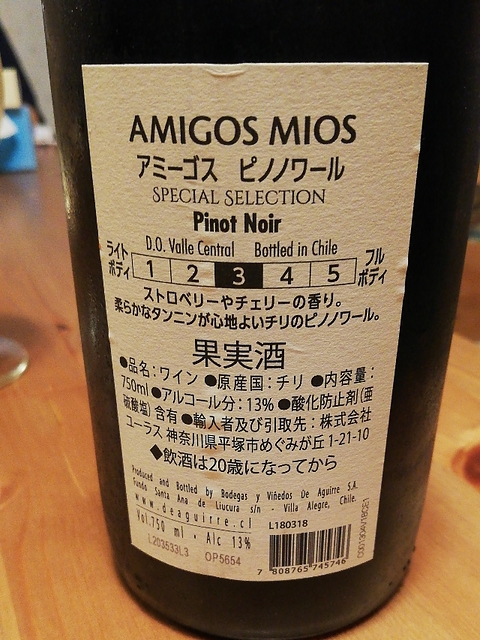 AMIGOS MIOS
アミーゴス ピノノワール
SPECIAL SELECTION
Pinot Noir
D.O. Valle Central Bottled in Chile
ライトボディ 1 2 3 4 5 フルボディ
ストロベリーやチェリーの香り。
柔らかなタンニンが心地よいチリのピノノワール。
果実酒
●品名：ワイン ●原産国：チリ ●内容量：
750ml ●アルコール分：13% ●酸化防止剤（亜
硫酸塩）含有 ●輸入者及び引取先：株式会社
ユーラス 神奈川県平塚市めぐみが丘 1-21-10
◆飲酒は20歳になってから
Produced and Bottled by Bodegas y Viñedos De Aguirre S.A.
Fundo Santa Ana de Liucura s/n - Villa Alegre, Chile.
www.deaguirre.cl
Vol.750 ml - Alc 13%
L180318
L203533L3 OP5654
7 808765 745746